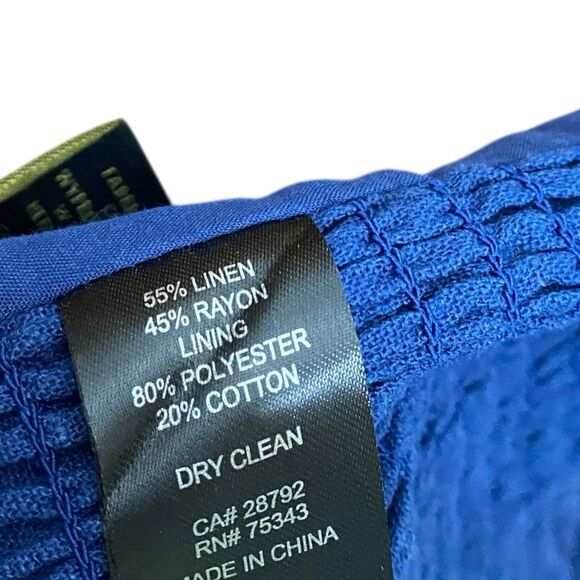 55% LINEN
45% RAYON
LINING
80% POLYESTER
20% COTTON
DRY CLEAN
CA# 28792
RN# 75343
MADE IN CHINA